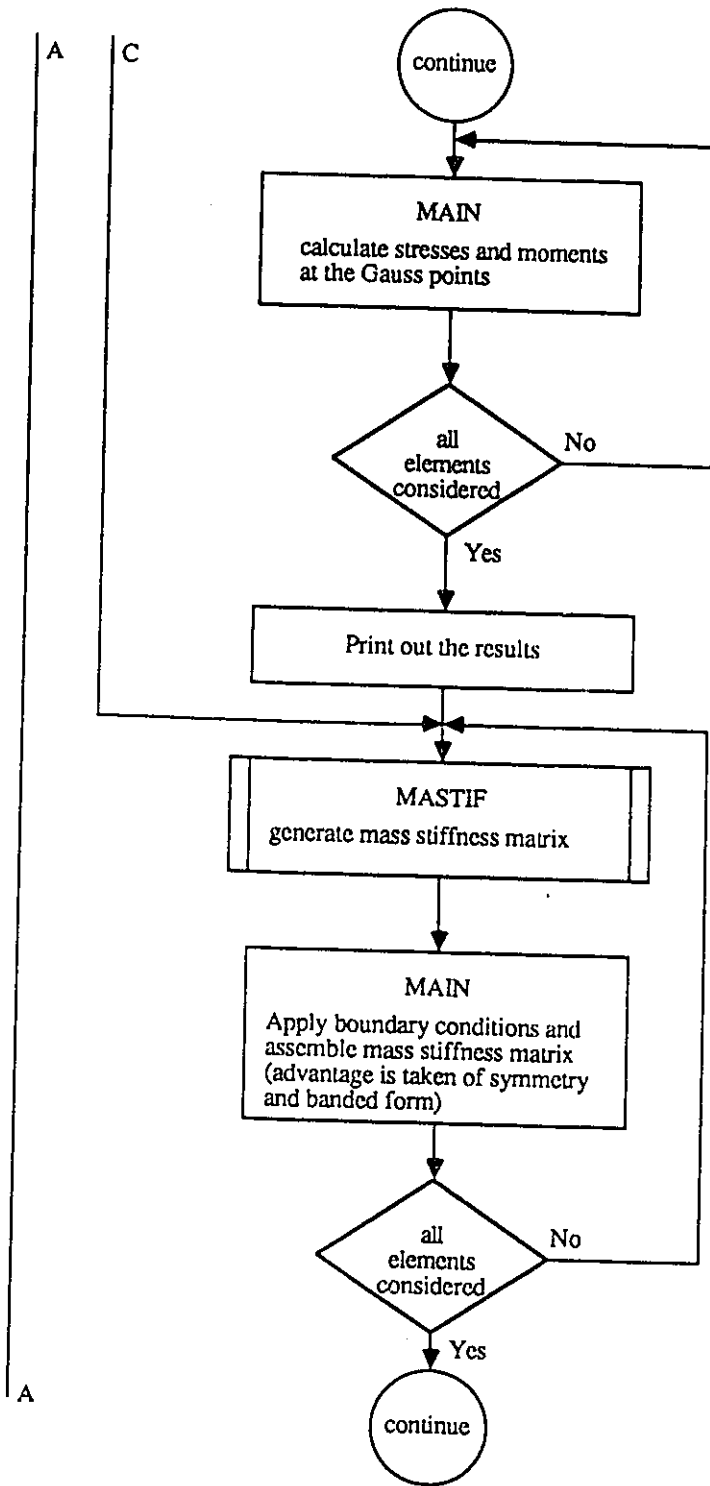 A
C
continue
MAIN
calculate stresses and moments
at the Gauss points
all
elements
considered
No
Yes
Print out the results
MASTIF
generate mass stiffness matrix
MAIN
Apply boundary conditions and
assemble mass stiffness matrix
(advantage is taken of symmetry
and banded form)
all
elements
considered
No
Yes
A
continue